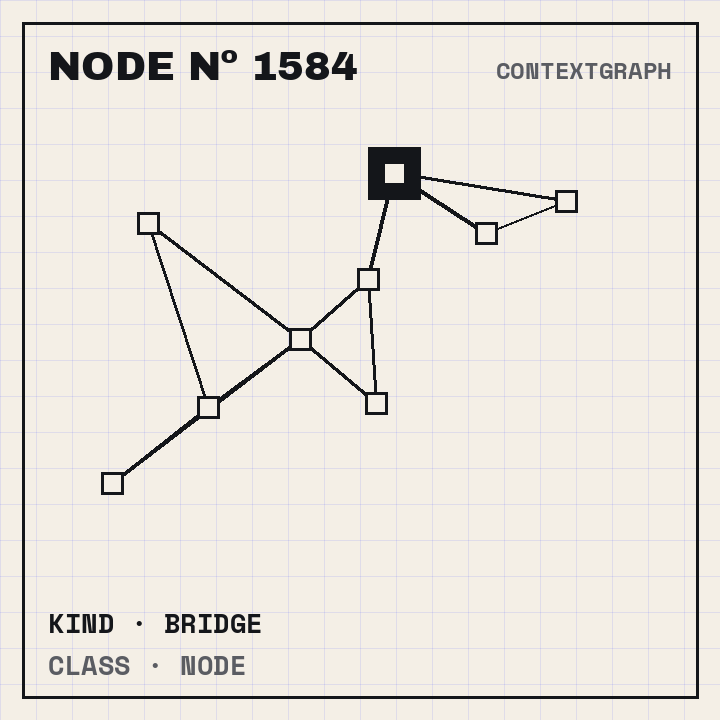 NODE Nº 1584
CONTEXTGRAPH
KIND · BRIDGE
CLASS · NODE